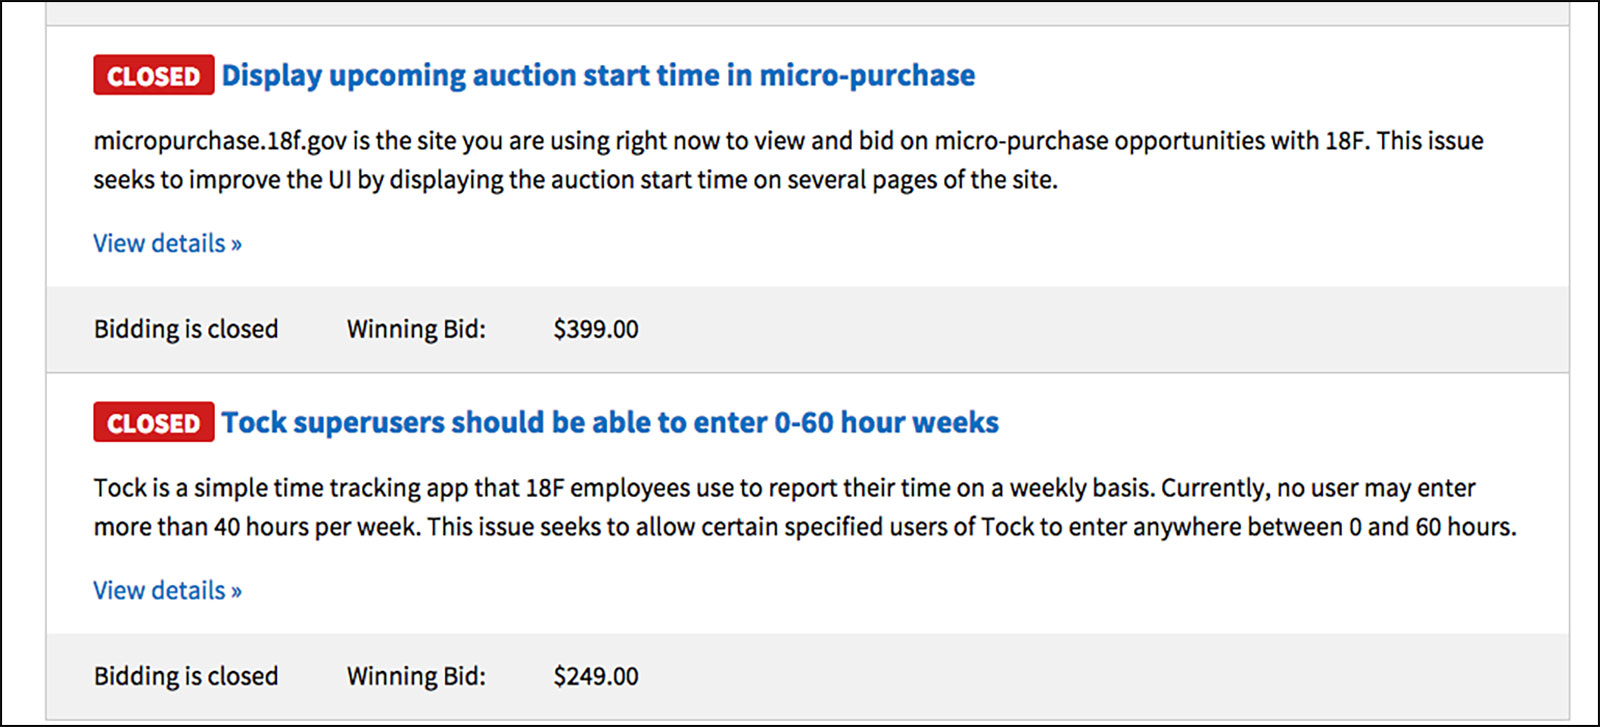 CLOSED Display upcoming auction start time in micro-purchase
micropurchase.18f.gov is the site you are using right now to view and bid on micro-purchase opportunities with 18F. This issue
seeks to improve the UI by displaying the auction start time on several pages of the site.
View details »
Bidding is closed Winning Bid: $399.00
CLOSED Tock superusers should be able to enter 0-60 hour weeks
Tock is a simple time tracking app that 18F employees use to report their time on a weekly basis. Currently, no user may enter
more than 40 hours per week. This issue seeks to allow certain specified users of Tock to enter anywhere between 0 and 60 hours.
View details »
Bidding is closed Winning Bid: $249.00